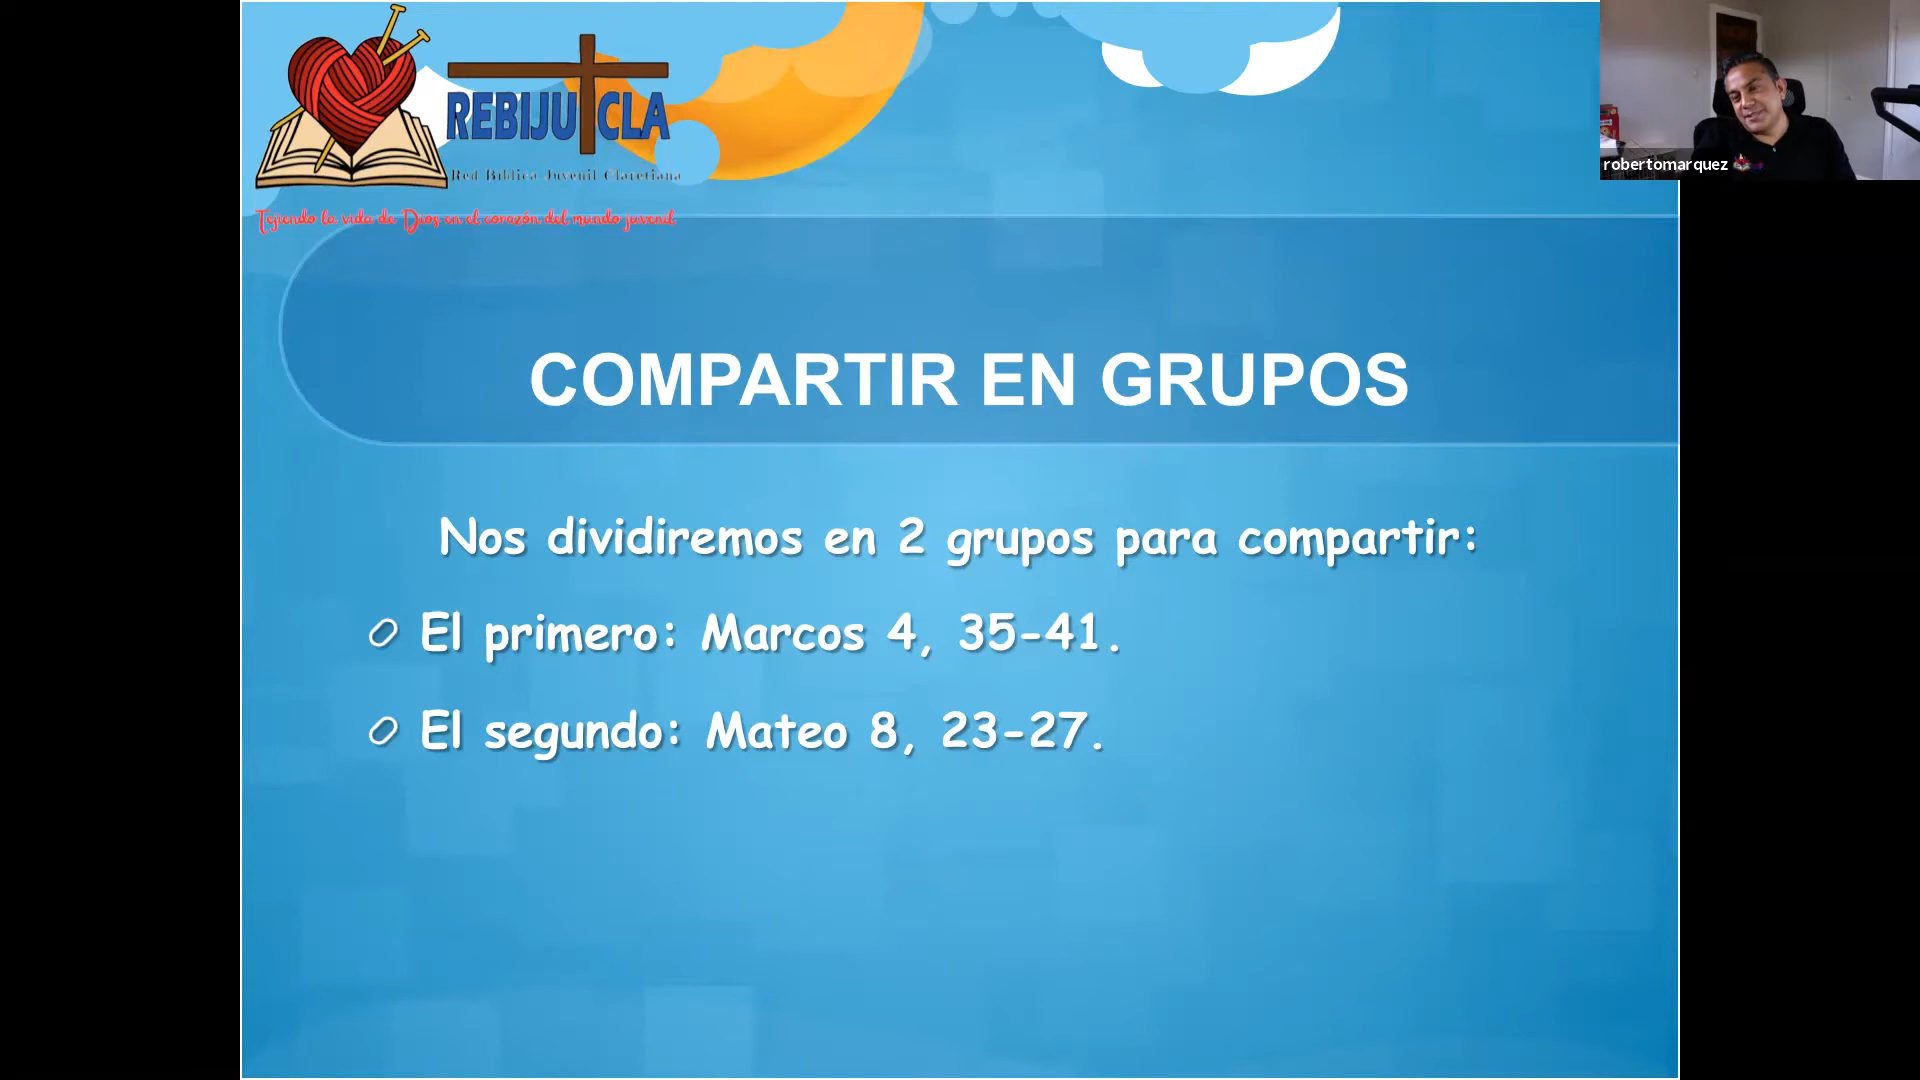 REBIJU CLA
Red Bíblica Juvenil Claretiana
Tejiendo la vida de Dios en el corazón del mundo juvenil
robertomarquez
COMPARTIR EN GRUPOS
Nos dividiremos en 2 grupos para compartir:
El primero: Marcos 4, 35-41.
El segundo: Mateo 8, 23-27.